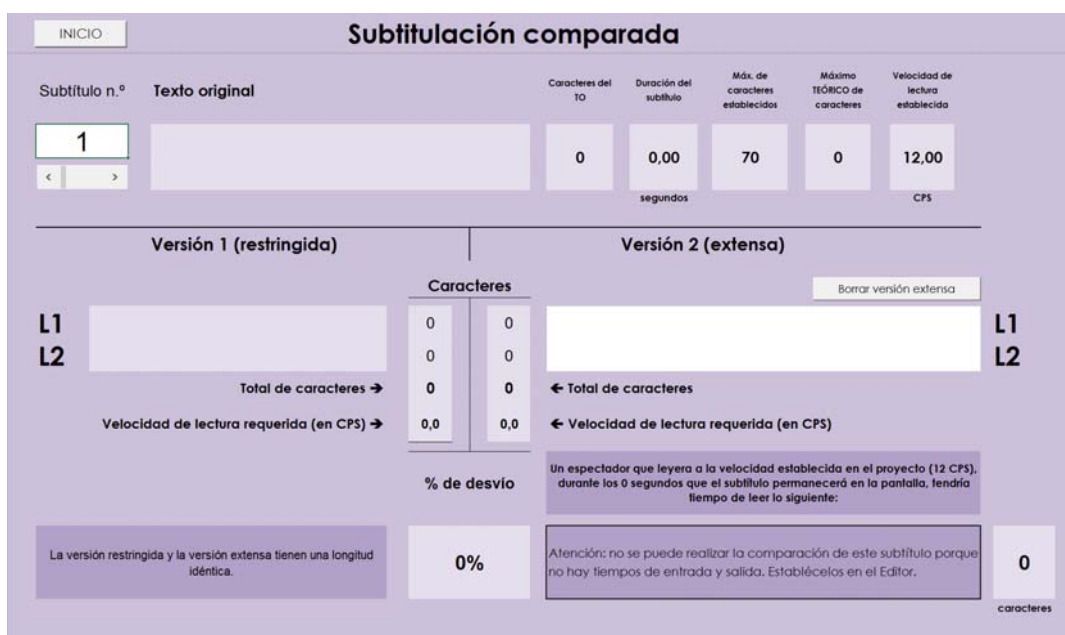 INICIO
Subtitulación comparada
Subtítulo n.º
Texto original
Caracteres del
TO
Duración del
subtítulo
Máx. de
caracteres
establecidos
Máximo
TEÓRICO de
caracteres
Velocidad de
lectura
establecida
1
0
0,00
70
0
12,00
segundos
CPS
Versión 1 (restringida)
Versión 2 (extensa)
Caracteres
Borrar versión extensa
L1
0
0
L1
L2
0
0
L2
Total de caracteres →
0
0
← Total de caracteres
Velocidad de lectura requerida (en CPS) →
0,0
0,0
← Velocidad de lectura requerida (en CPS)
% de desvío
Un espectador que leyera a la velocidad establecida en el proyecto (12 CPS),
durante los 0 segundos que el subtítulo permanecerá en la pantalla, tendría
tiempo de leer lo siguiente:
La versión restringida y la versión extensa tienen una longitud
idéntica.
0%
Atención: no se puede realizar la comparación de este subtítulo porque
no hay tiempos de entrada y salida. Establécelos en el Editor.
0
caracteres